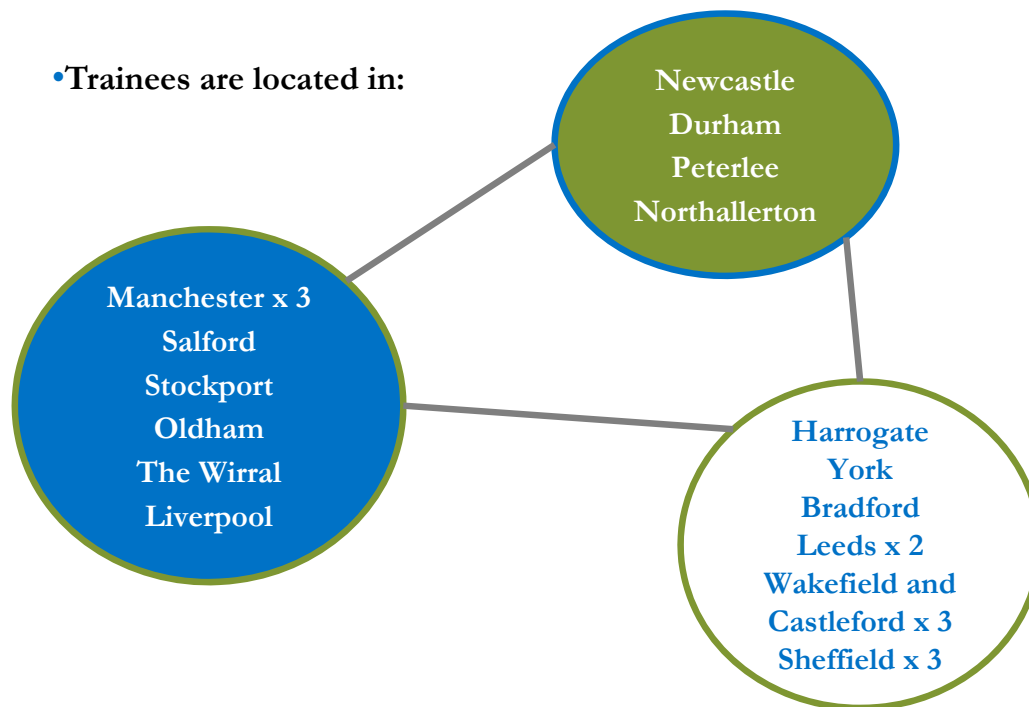 •Trainees are located in:
Newcastle
Durham
Peterlee
Northallerton
Manchester x 3
Salford
Stockport
Oldham
The Wirral
Liverpool
Harrogate
York
Bradford
Leeds x 2
Wakefield and
Castleford x 3
Sheffield x 3